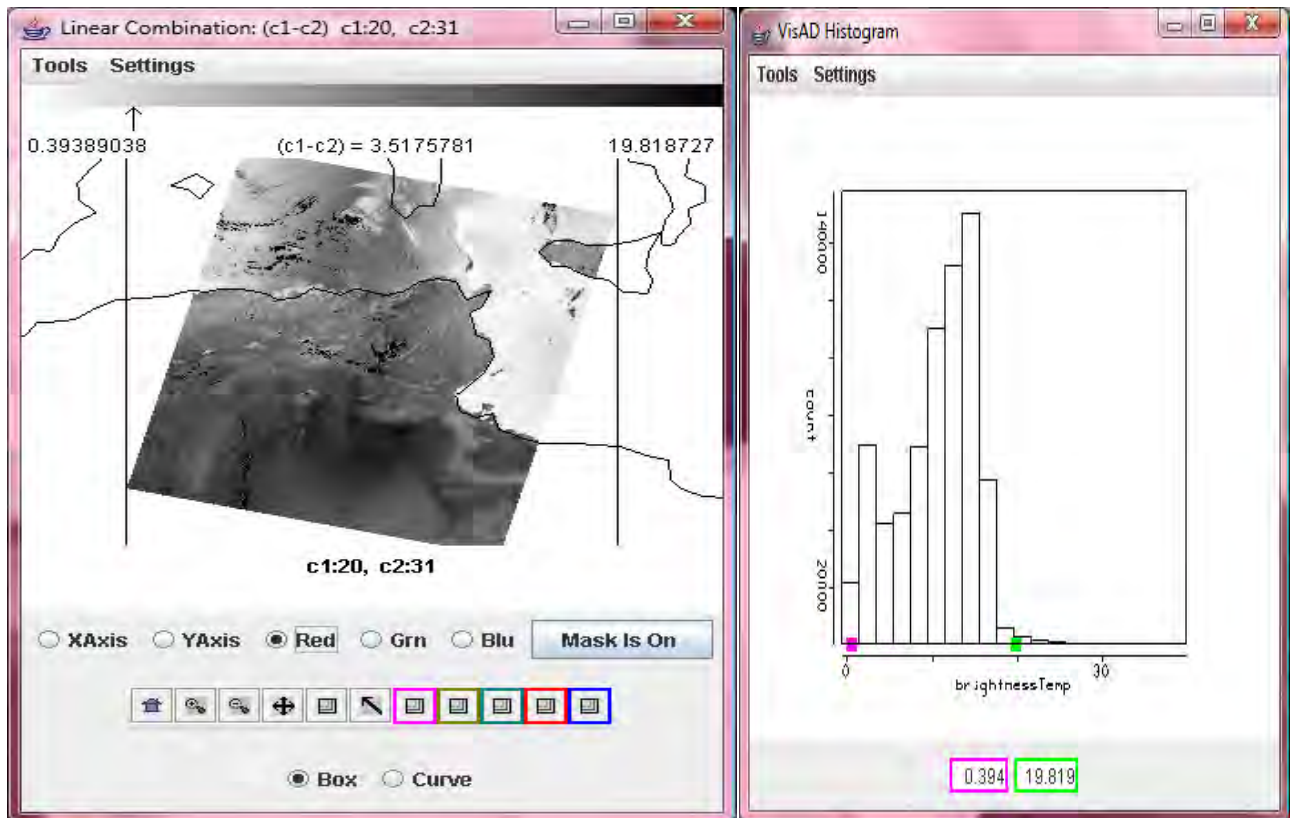 Linear Combination: (c1-c2) c1:20, c2:31
Tools Settings
0.39389038 (c1-c2) = 3.5175781 19.818727
c1:20, c2:31
XAxis YAxis Red Grn Blu Mask Is On
Box Curve
VisAD Histogram
Tools Settings
140000
count
20000
0 30
brightnessTemp
0.394 19.819